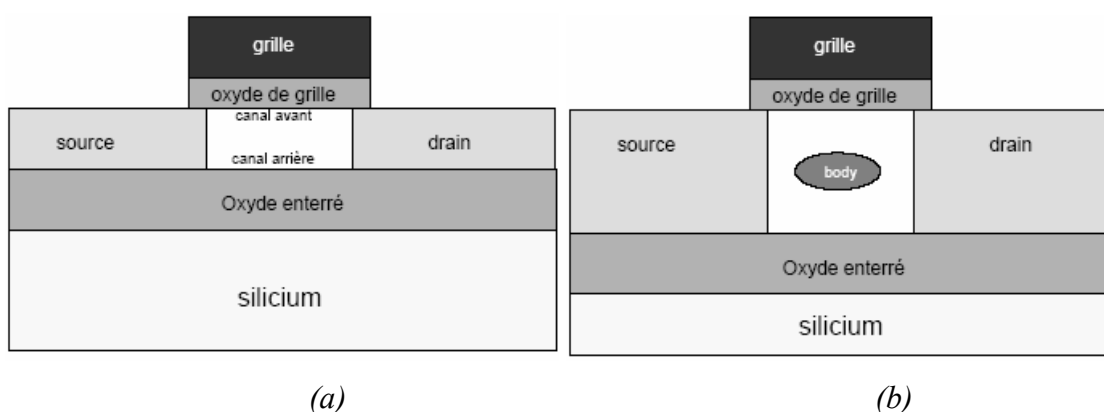 grille
oxyde de grille
canal avant
source
drain
canal arrière
Oxyde enterré
silicium
(a)
grille
oxyde de grille
source
drain
body
Oxyde enterré
silicium
(b)